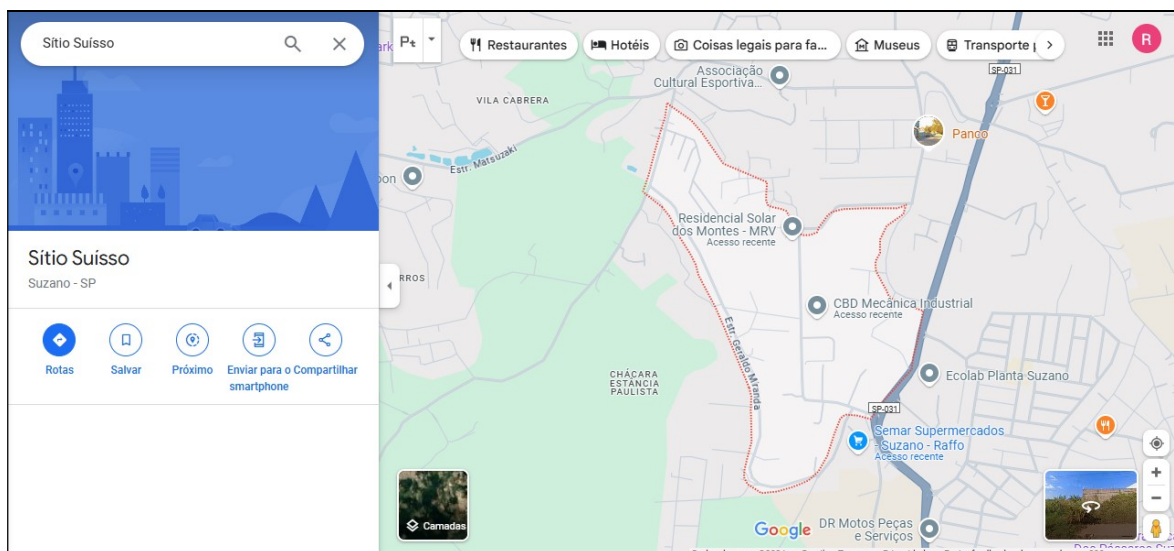 Sítio Suísso
Sítio Suísso
Suzano - SP
Rotas
Salvar
Próximo
Enviar para o
smartphone
Compartilhar
ark
Restaurantes
Hotéis
Coisas legais para fa...
Museus
Transporte
R
SP-031
Associação
Cultural Esportiva...
VILA CABRERA
Panco
Estr. Matsuzaki
oon
Residencial Solar
dos Montes - MRV
Acesso recente
RROS
CBD Mecânica Industrial
Acesso recente
Estr. Geraldo Miranda
CHÁCARA
ESTÂNCIA
PAULISTA
Ecolab Planta Suzano
SP-031
Semar Supermercados
- Suzano - Raffo
Acesso recente
Camadas
Google
DR Motos Peças
e Serviços